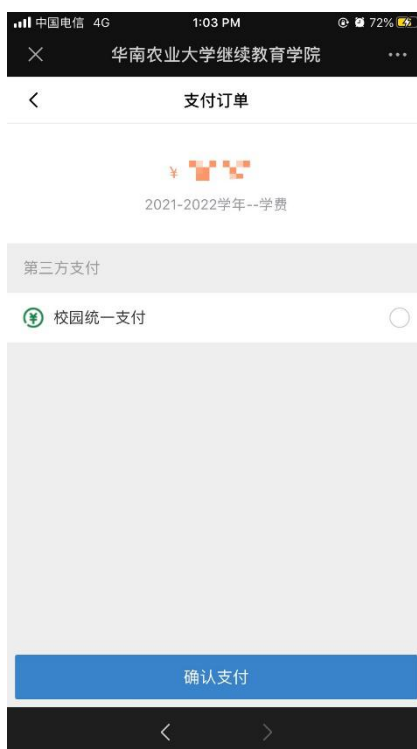 中国电信 4G 1:03 PM 72%
华南农业大学继续教育学院
支付订单
¥
2021-2022学年--学费
第三方支付
校园统一支付
确认支付